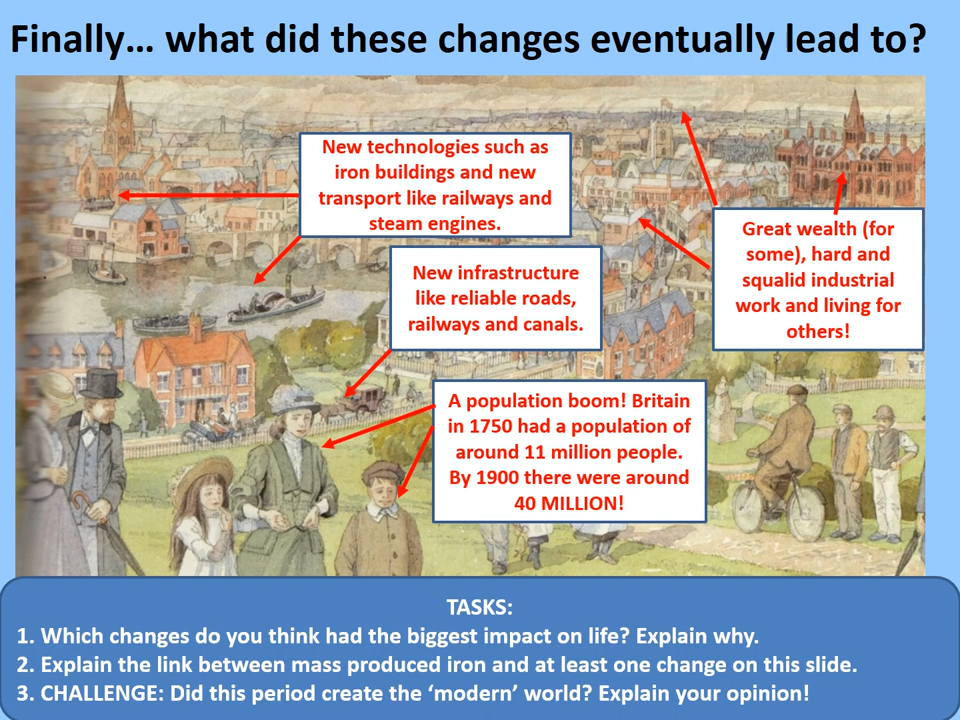 Finally... what did these changes eventually lead to?
New technologies such as
iron buildings and new
transport like railways and
steam engines.
New infrastructure
like reliable roads,
railways and canals.
Great wealth (for
some), hard and
squalid industrial
work and living for
others!
A population boom! Britain
in 1750 had a population of
around 11 million people.
By 1900 there were around
40 MILLION!
TASKS:
1. Which changes do you think had the biggest impact on life? Explain why.
2. Explain the link between mass produced iron and at least one change on this slide.
3. CHALLENGE: Did this period create the ‘modern’ world? Explain your opinion!